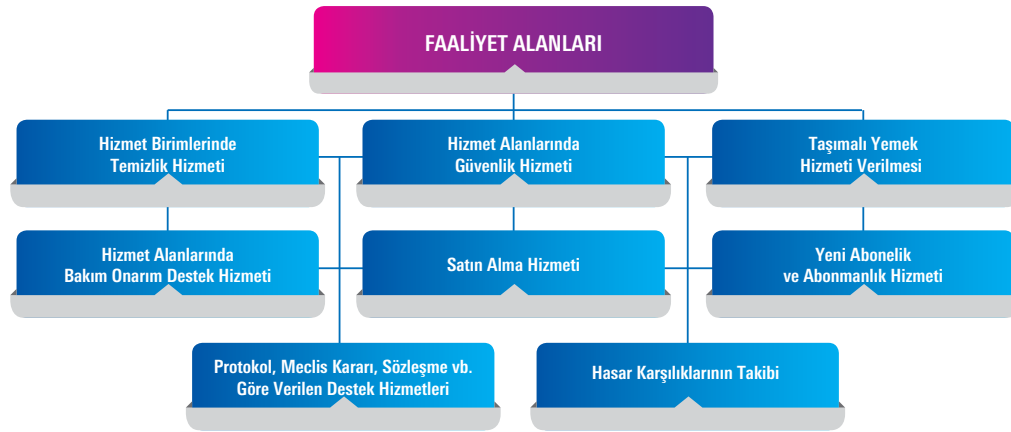 FAALİYET ALANLARI
Hizmet Birimlerinde
Temizlik Hizmeti
Hizmet Alanlarında
Güvenlik Hizmeti
Taşımalı Yemek
Hizmeti Verilmesi
Hizmet Alanlarında
Bakım Onarım Destek Hizmeti
Satın Alma Hizmeti
Yeni Abonelik
ve Abonmanlık Hizmeti
Protokol, Meclis Kararı, Sözleşme vb.
Göre Verilen Destek Hizmetleri
Hasar Karşılıklarının Takibi